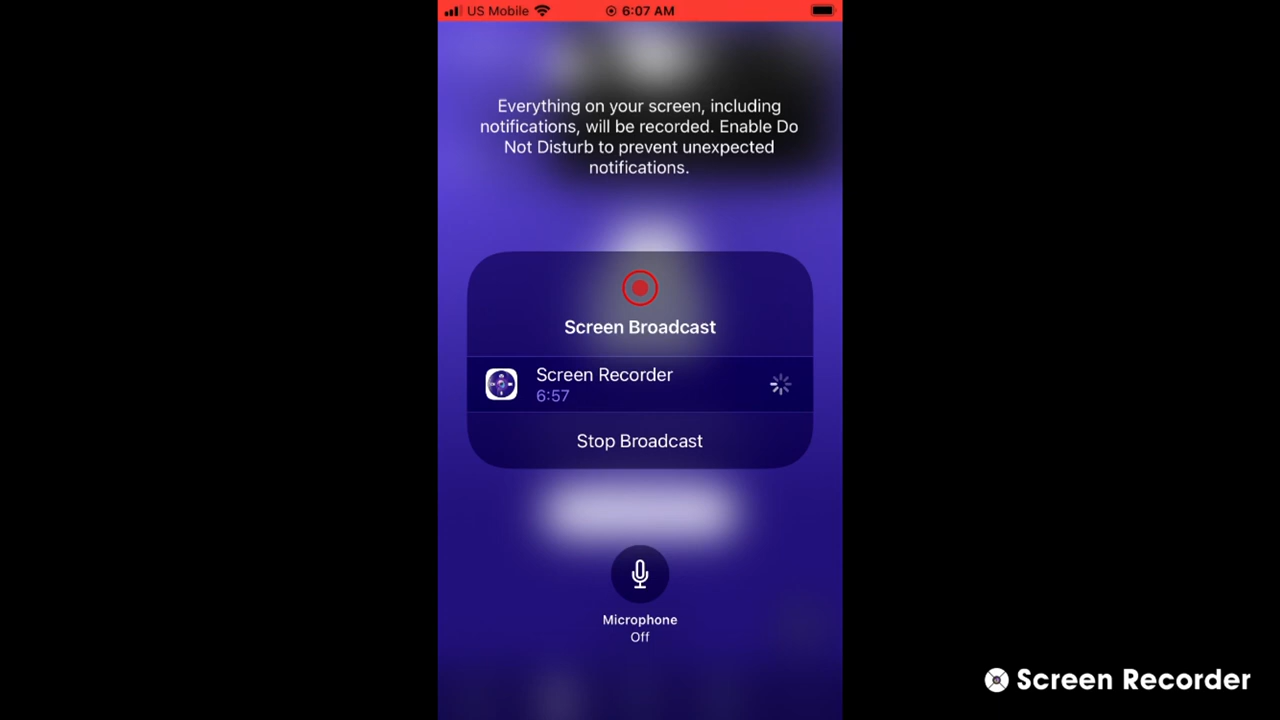 US Mobile 6:07 AM
Everything on your screen, including
notifications, will be recorded. Enable Do
Not Disturb to prevent unexpected
notifications.
Screen Broadcast
Screen Recorder
6:57
Stop Broadcast
Microphone
Off
Screen Recorder